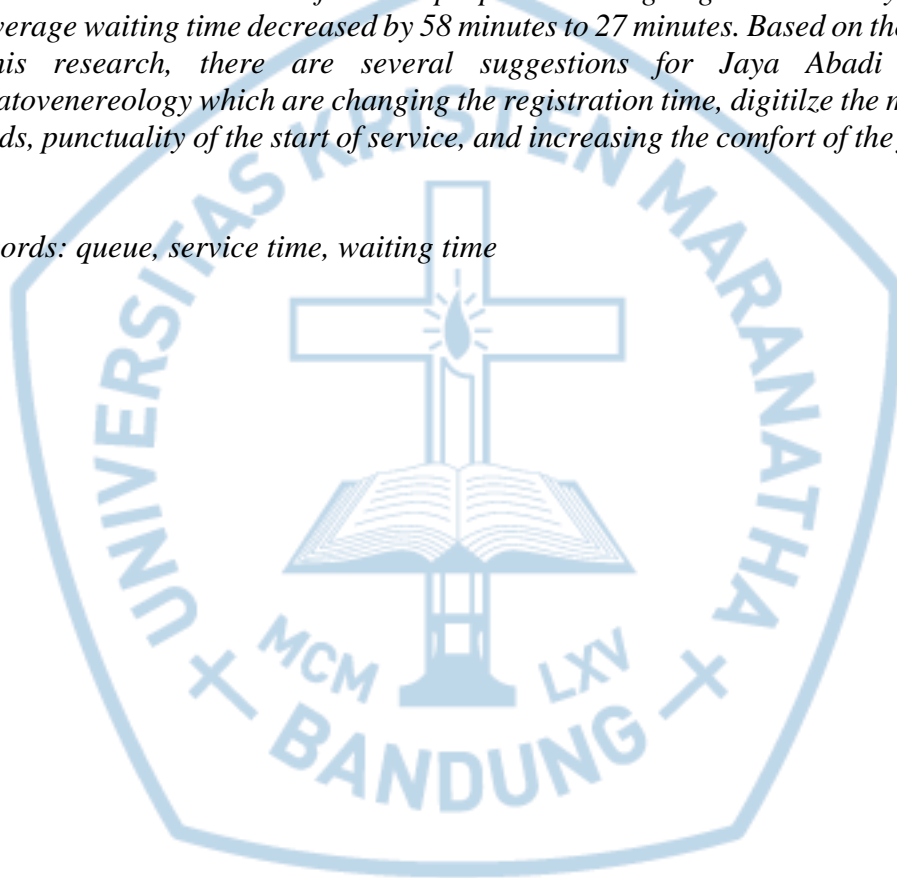 verage waiting time decreased by 58 minutes to 27 minutes. Based on the
his research, there are several suggestions for Jaya Abadi
atovenereology which are changing the registration time, digitilze the m
ds, punctuality of the start of service, and increasing the comfort of the
ords: queue, service time, waiting time
UNIVERSITAS KRISTEN MARANATHA
MCM LXV
BANDUNG